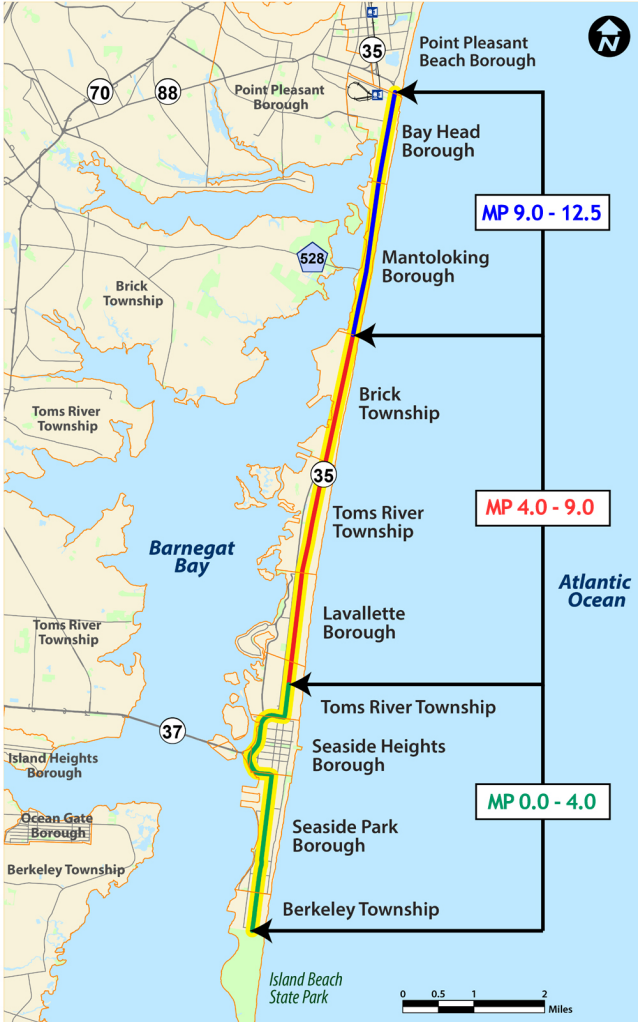 N
35
Point Pleasant
Beach Borough
70
88
Point Pleasant
Borough
Bay Head
Borough
MP 9.0 - 12.5
528
Mantoloking
Borough
Brick
Township
Brick
Township
Toms River
Township
35
MP 4.0 - 9.0
Toms River
Township
Barnegat
Bay
Atlantic
Ocean
Lavallette
Borough
Toms River
Township
Toms River Township
37
Seaside Heights
Borough
Island Heights
Borough
MP 0.0 - 4.0
Ocean Gate
Borough
Seaside Park
Borough
Berkeley Township
Berkeley Township
Island Beach
State Park
0 0.5 1 2
Miles